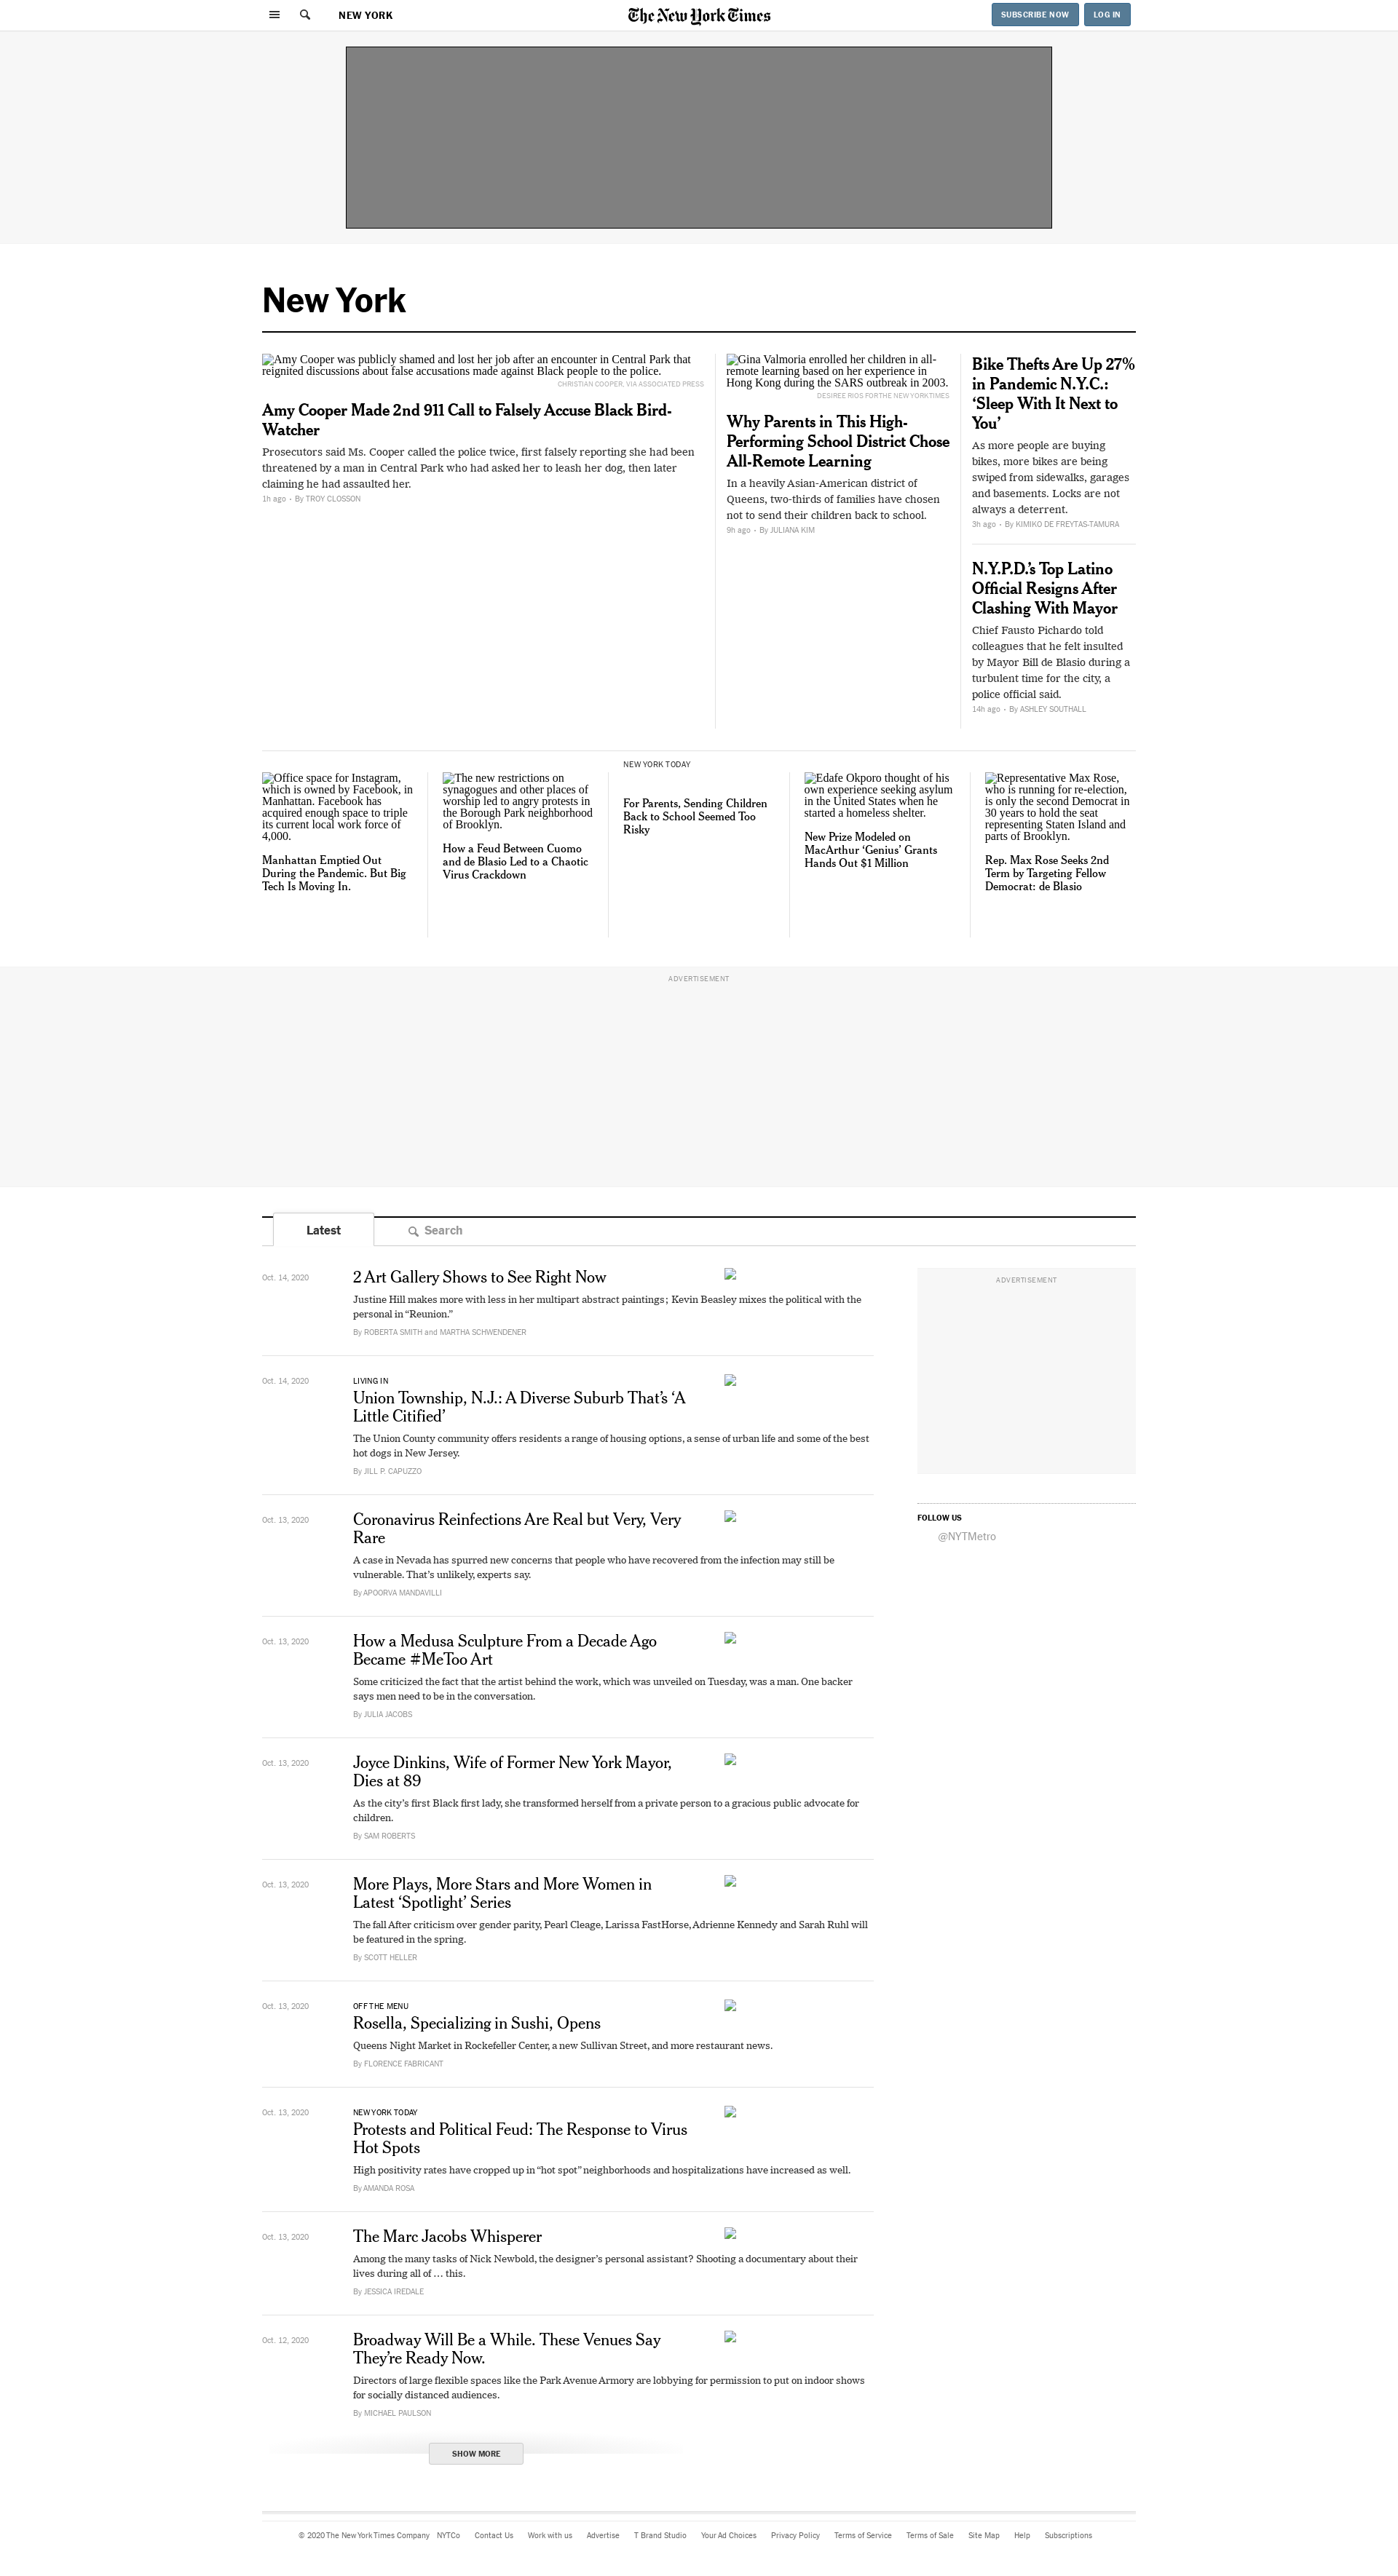 NEW YORK
The New York Times
SUBSCRIBE NOW
LOG IN
New York
Amy Cooper was publicly shamed and lost her job after an encounter in Central Park that
reignited discussions about false accusations made against Black people to the police.
CHRISTIAN COOPER, VIA ASSOCIATED PRESS
Amy Cooper Made 2nd 911 Call to Falsely Accuse Black Bird-
Watcher
Prosecutors said Ms. Cooper called the police twice, first falsely reporting she had been
threatened by a man in Central Park who had asked her to leash her dog, then later
claiming he had assaulted her.
1h ago • By TROY CLOSSON
Gina Valmoria enrolled her children in all-
remote learning based on her experience in
Hong Kong during the SARS outbreak in 2003.
DESIREE RIOS FOR THE NEW YORK TIMES
Why Parents in This High-
Performing School District Chose
All-Remote Learning
In a heavily Asian-American district of
Queens, two-thirds of families have chosen
not to send their children back to school.
9h ago • By JULIANA KIM
Bike Thefts Are Up 27%
in Pandemic N.Y.C.:
‘Sleep With It Next to
You’
As more people are buying
bikes, more bikes are being
swiped from sidewalks, garages
and basements. Locks are not
always a deterrent.
3h ago • By KIMIKO DE FREYTAS-TAMURA
N.Y.P.D.’s Top Latino
Official Resigns After
Clashing With Mayor
Chief Fausto Pichardo told
colleagues that he felt insulted
by Mayor Bill de Blasio during a
turbulent time for the city, a
police official said.
14h ago • By ASHLEY SOUTHALL
Office space for Instagram,
which is owned by Facebook, in
Manhattan. Facebook has
acquired enough space to triple
its current local work force of
4,000.
Manhattan Emptied Out
During the Pandemic. But Big
Tech Is Moving In.
The new restrictions on
synagogues and other places of
worship led to angry protests in
the Borough Park neighborhood
of Brooklyn.
How a Feud Between Cuomo
and de Blasio Led to a Chaotic
Virus Crackdown
NEW YORK TODAY
For Parents, Sending Children
Back to School Seemed Too
Risky
Edafe Okporo thought of his
own experience seeking asylum
in the United States when he
started a homeless shelter.
New Prize Modeled on
MacArthur ‘Genius’ Grants
Hands Out $1 Million
Representative Max Rose,
who is running for re-election,
is only the second Democrat in
30 years to hold the seat
representing Staten Island and
parts of Brooklyn.
Rep. Max Rose Seeks 2nd
Term by Targeting Fellow
Democrat: de Blasio
ADVERTISEMENT
Latest
Search
Oct. 14, 2020
2 Art Gallery Shows to See Right Now
Justine Hill makes more with less in her multipart abstract paintings; Kevin Beasley mixes the political with the
personal in “Reunion.”
By ROBERTA SMITH and MARTHA SCHWENDENER
Oct. 14, 2020
LIVING IN
Union Township, N.J.: A Diverse Suburb That’s ‘A
Little Citified’
The Union County community offers residents a range of housing options, a sense of urban life and some of the best
hot dogs in New Jersey.
By JILL P. CAPUZZO
Oct. 13, 2020
Coronavirus Reinfections Are Real but Very, Very
Rare
A case in Nevada has spurred new concerns that people who have recovered from the infection may still be
vulnerable. That’s unlikely, experts say.
By APOORVA MANDAVILLI
Oct. 13, 2020
How a Medusa Sculpture From a Decade Ago
Became #MeToo Art
Some criticized the fact that the artist behind the work, which was unveiled on Tuesday, was a man. One backer
says men need to be in the conversation.
By JULIA JACOBS
Oct. 13, 2020
Joyce Dinkins, Wife of Former New York Mayor,
Dies at 89
As the city’s first Black first lady, she transformed herself from a private person to a gracious public advocate for
children.
By SAM ROBERTS
Oct. 13, 2020
More Plays, More Stars and More Women in
Latest ‘Spotlight’ Series
The fall After criticism over gender parity, Pearl Cleage, Larissa FastHorse, Adrienne Kennedy and Sarah Ruhl will
be featured in the spring.
By SCOTT HELLER
Oct. 13, 2020
OFF THE MENU
Rosella, Specializing in Sushi, Opens
Queens Night Market in Rockefeller Center, a new Sullivan Street, and more restaurant news.
By FLORENCE FABRICANT
Oct. 13, 2020
NEW YORK TODAY
Protests and Political Feud: The Response to Virus
Hot Spots
High positivity rates have cropped up in “hot spot” neighborhoods and hospitalizations have increased as well.
By AMANDA ROSA
Oct. 13, 2020
The Marc Jacobs Whisperer
Among the many tasks of Nick Newbold, the designer’s personal assistant? Shooting a documentary about their
lives during all of … this.
By JESSICA IREDALE
Oct. 12, 2020
Broadway Will Be a While. These Venues Say
They’re Ready Now.
Directors of large flexible spaces like the Park Avenue Armory are lobbying for permission to put on indoor shows
for socially distanced audiences.
By MICHAEL PAULSON
SHOW MORE
ADVERTISEMENT
FOLLOW US
@NYTMetro
© 2020 The New York Times Company NYTCo Contact Us Work with us Advertise T Brand Studio Your Ad Choices Privacy Policy Terms of Service Terms of Sale Site Map Help Subscriptions